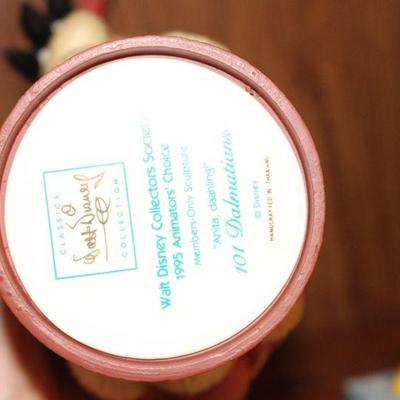 CLASSICS
Walt Disney
COLLECTION
Walt Disney Collectors Society
1995 Animators' Choice
Members-Only Sculpture
"Anita, daahling"
101 Dalmatians
© Disney
HANDCRAFTED IN THAILAND